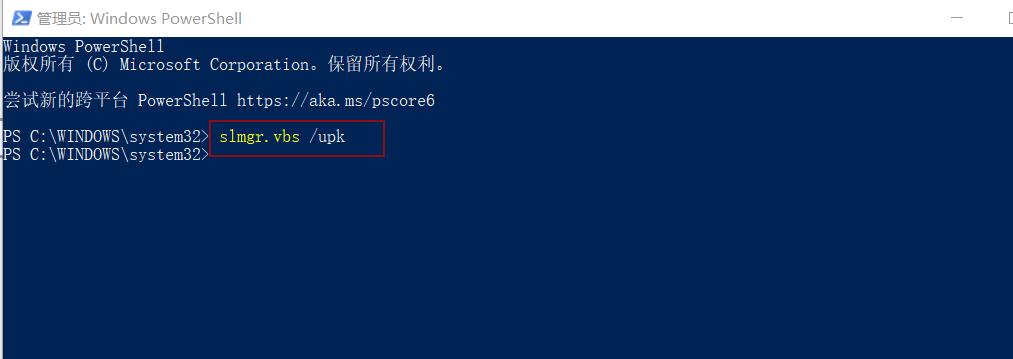 管理员: Windows PowerShell
Windows PowerShell
版权所有 (C) Microsoft Corporation。保留所有权利。
尝试新的跨平台 PowerShell https://aka.ms/pscore6
PS C:\WINDOWS\system32> slmgr.vbs /upk
PS C:\WINDOWS\system32>